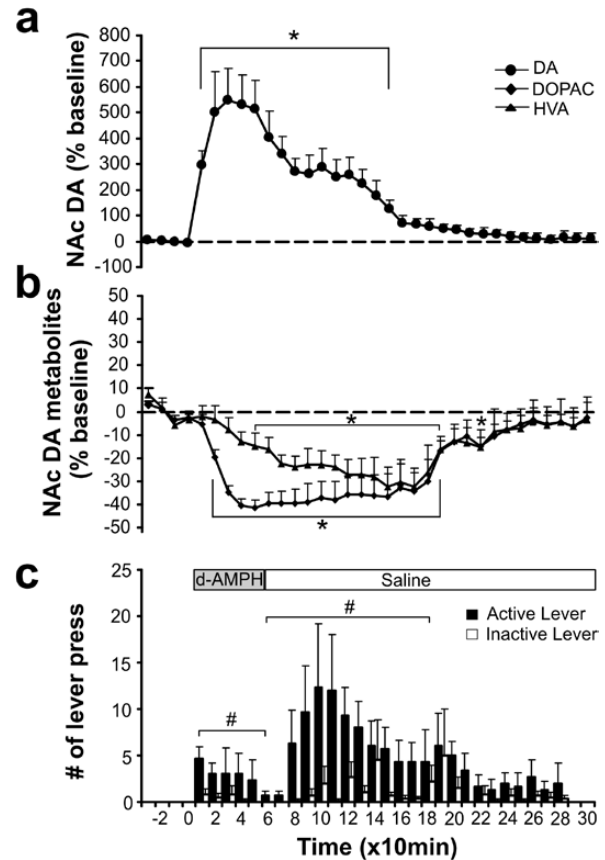 a
NAc DA (% baseline)
800
700
600
500
400
300
200
100
0
-100
*
DA
DOPAC
HVA
b
NAc DA metabolites
(% baseline)
50
40
30
20
10
0
-10
-20
-30
-40
-50
*
*
*
c
# of lever press
25
20
15
10
5
0
d-AMPH
Saline
#
#
Active Lever
Inactive Lever
-2 0 2 4 6 8 10 12 14 16 18 20 22 24 26 28 30
Time (x10min)